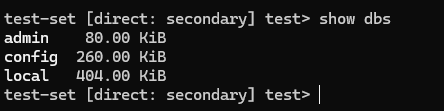 test-set [direct: secondary] test> show dbs
admin    80.00 KiB
config  260.00 KiB
local   404.00 KiB
test-set [direct: secondary] test>